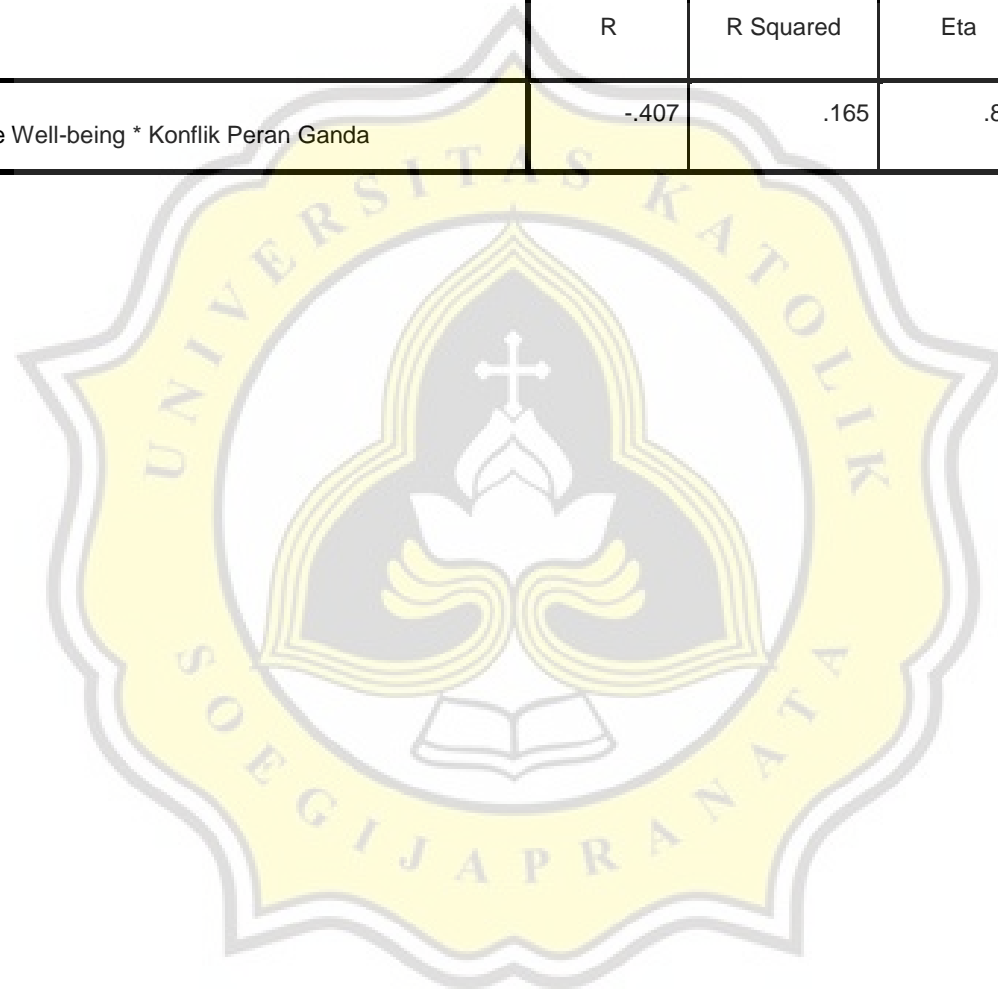 R R Squared Eta
Well-being * Konflik Peran Ganda -.407 .165
UNIVERSITAS KATOLIK
SOEGIJAPRANATA